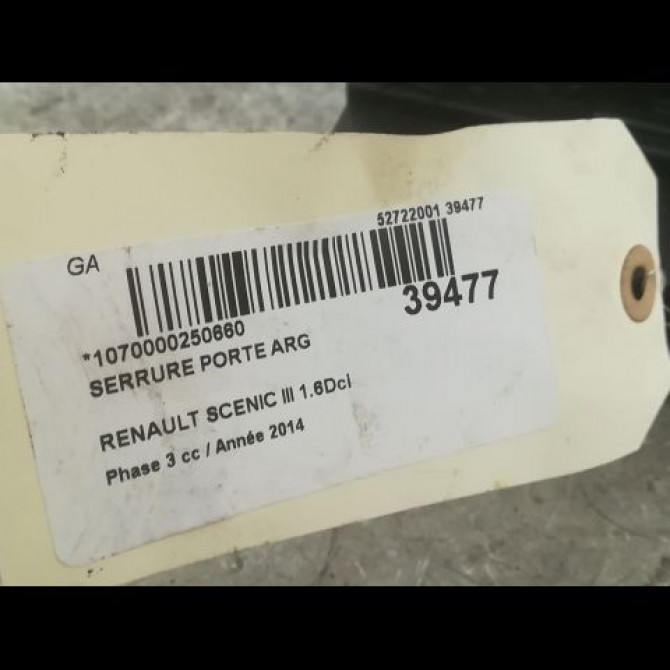 52722001 39477
GA
39477
*1070000250660
SERRURE PORTE ARG
RENAULT SCENIC III 1.6Dci
Phase 3 cc / Année 2014